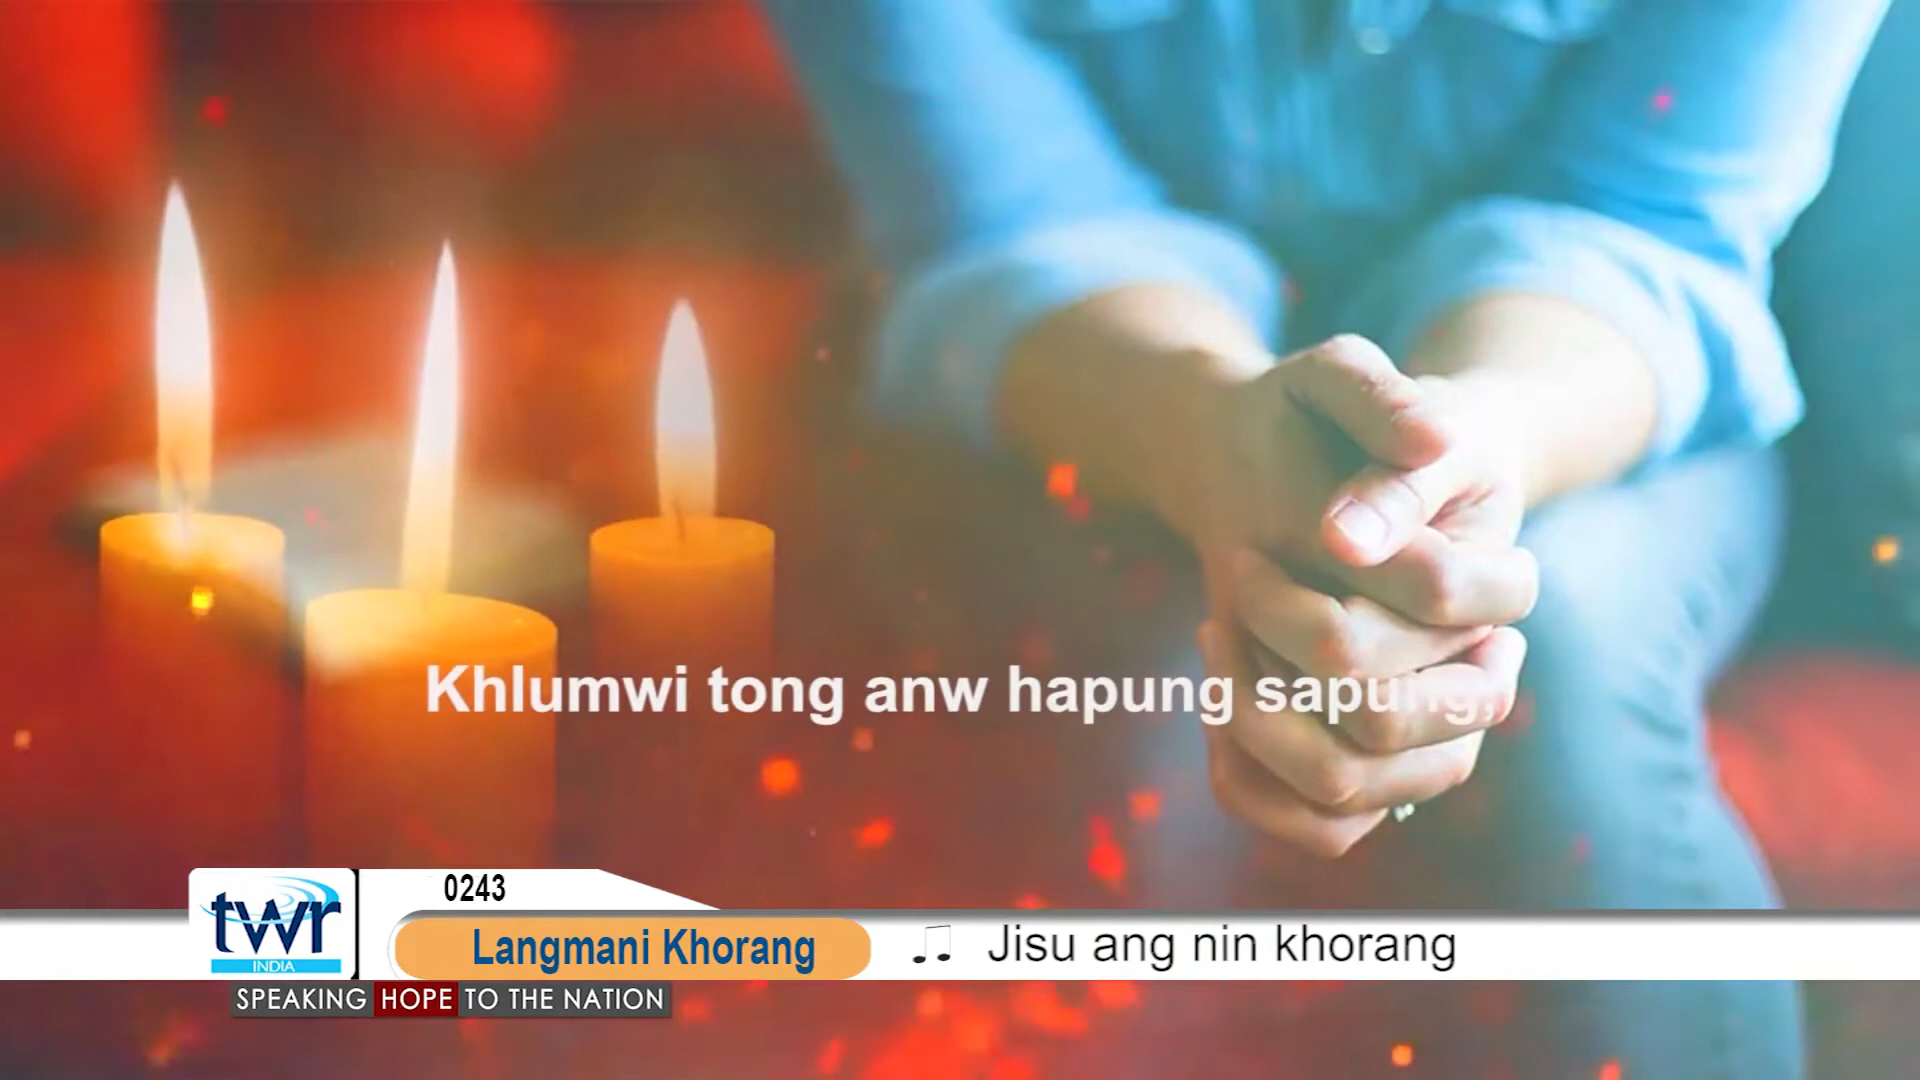 Khlumwi tong anw hapung sapung,
0243
twr
INDIA
Langmani Khorang
Jisu ang nin khorang
SPEAKING HOPE TO THE NATION